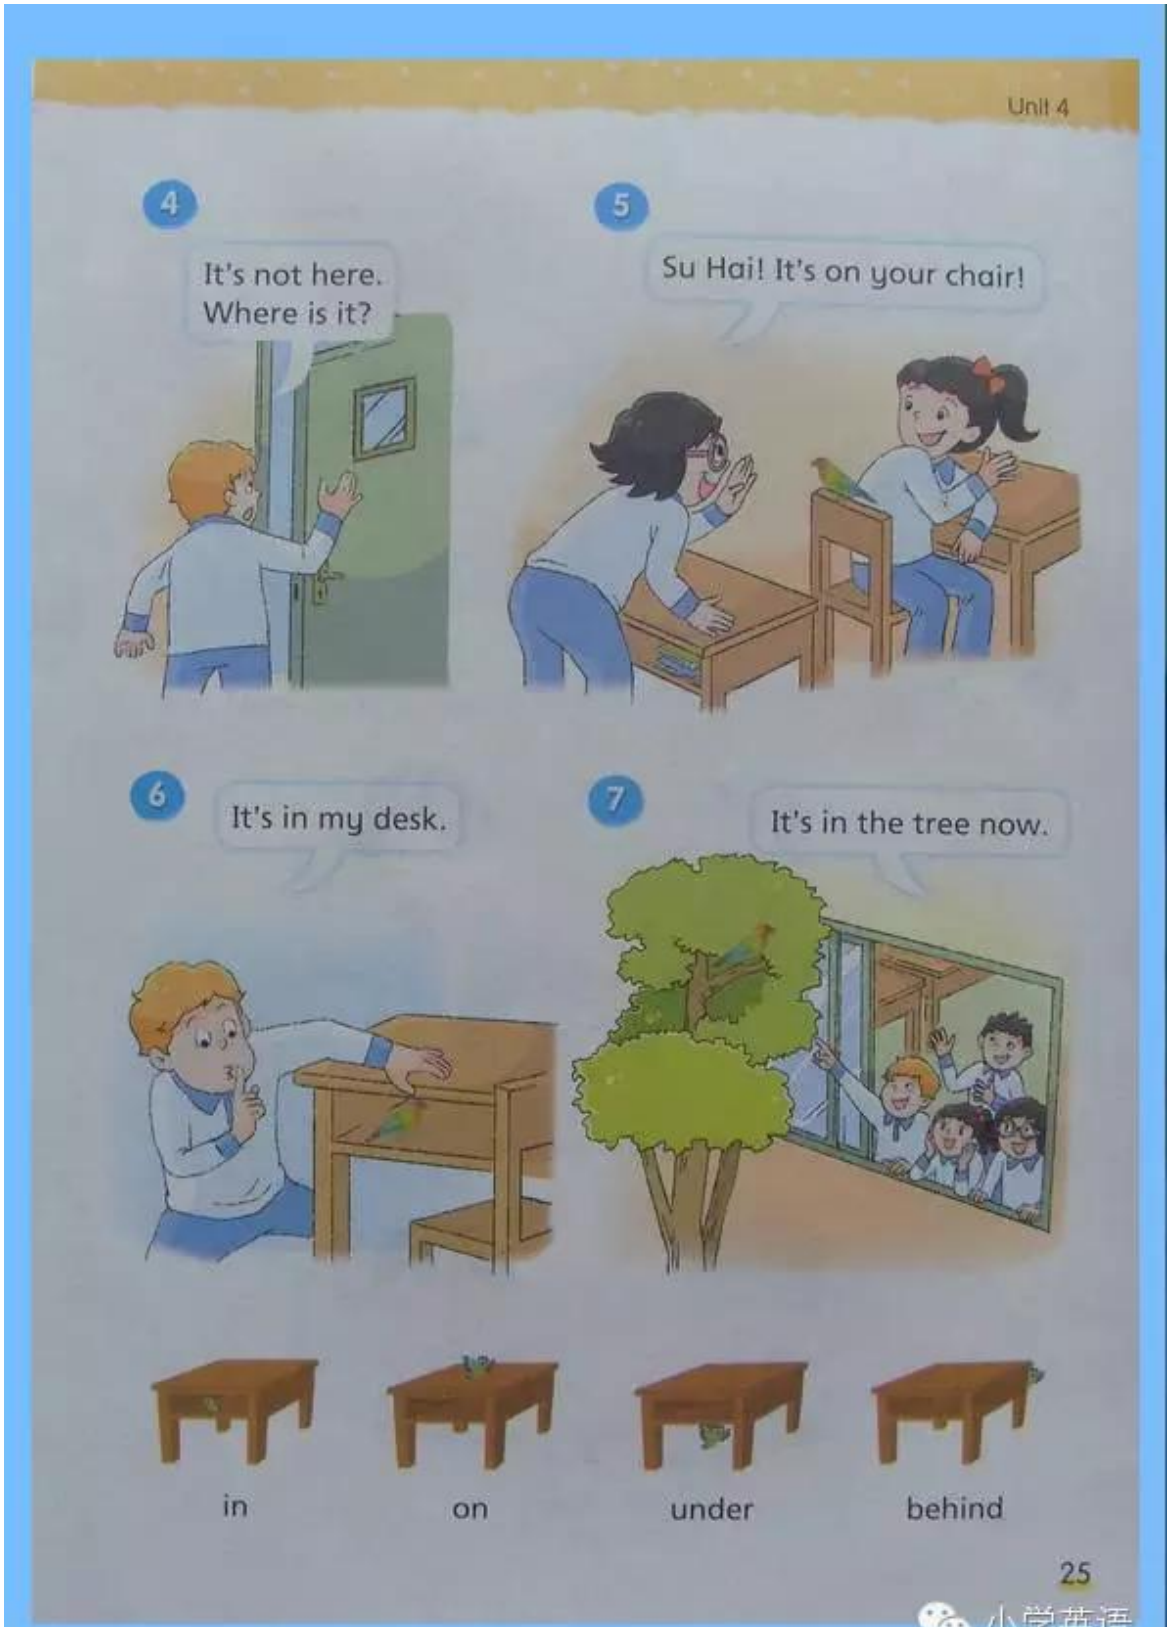 Unit 4
4
It's not here.
Where is it?
5
Su Hai! It's on your chair!
6
It's in my desk.
7
It's in the tree now.
in
on
under
behind
25
小学英语